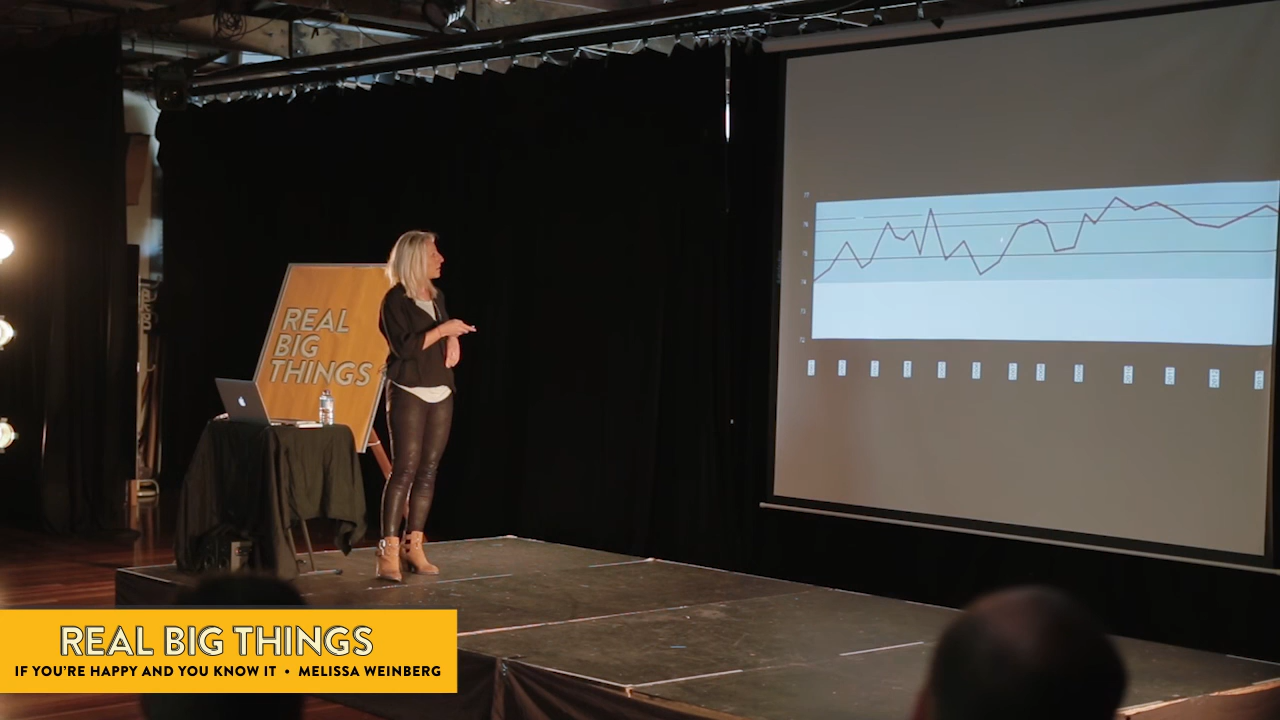 REAL
BIG
THINGS
REAL BIG THINGS
IF YOU'RE HAPPY AND YOU KNOW IT • MELISSA WEINBERG